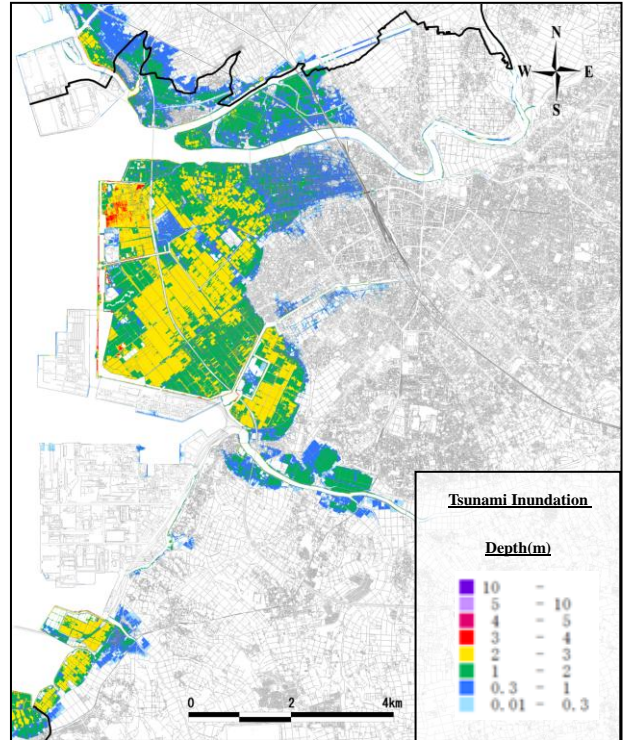 N
W E
S
Tsunami Inundation
Depth(m)
10 -
5 - 10
4 - 5
3 - 4
2 - 3
1 - 2
0.3 - 1
0.01 - 0.3
0 2 4km